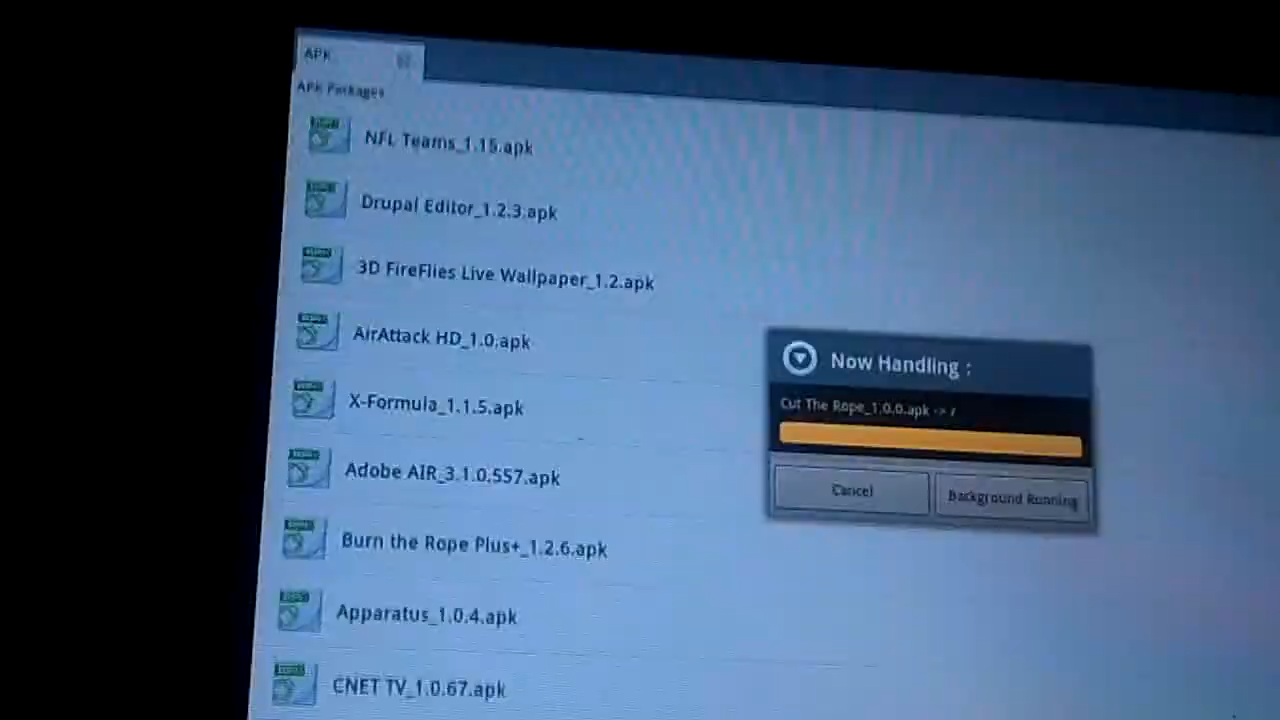 APK
APK Packages
NFL Teams_1.15.apk
Drupal Editor_1.2.3.apk
3D FireFlies Live Wallpaper_1.2.apk
AirAttack HD_1.0.apk
X-Formula_1.1.5.apk
Adobe AIR_3.1.0.557.apk
Burn the Rope Plus+_1.2.6.apk
Apparatus_1.0.4.apk
CNET TV_1.0.67.apk
Now Handling :
Cut The Rope_1.0.0.apk -> /
Cancel
Background Running